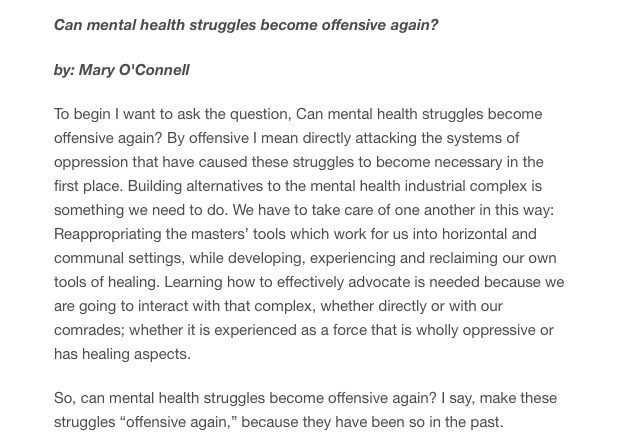 Can mental health struggles become offensive again?
by: Mary O'Connell
To begin I want to ask the question, Can mental health struggles become
offensive again? By offensive I mean directly attacking the systems of
oppression that have caused these struggles to become necessary in the
first place. Building alternatives to the mental health industrial complex is
something we need to do. We have to take care of one another in this way:
Reappropriating the masters’ tools which work for us into horizontal and
communal settings, while developing, experiencing and reclaiming our own
tools of healing. Learning how to effectively advocate is needed because we
are going to interact with that complex, whether directly or with our
comrades; whether it is experienced as a force that is wholly oppressive or
has healing aspects.
So, can mental health struggles become offensive again? I say, make these
struggles “offensive again,” because they have been so in the past.